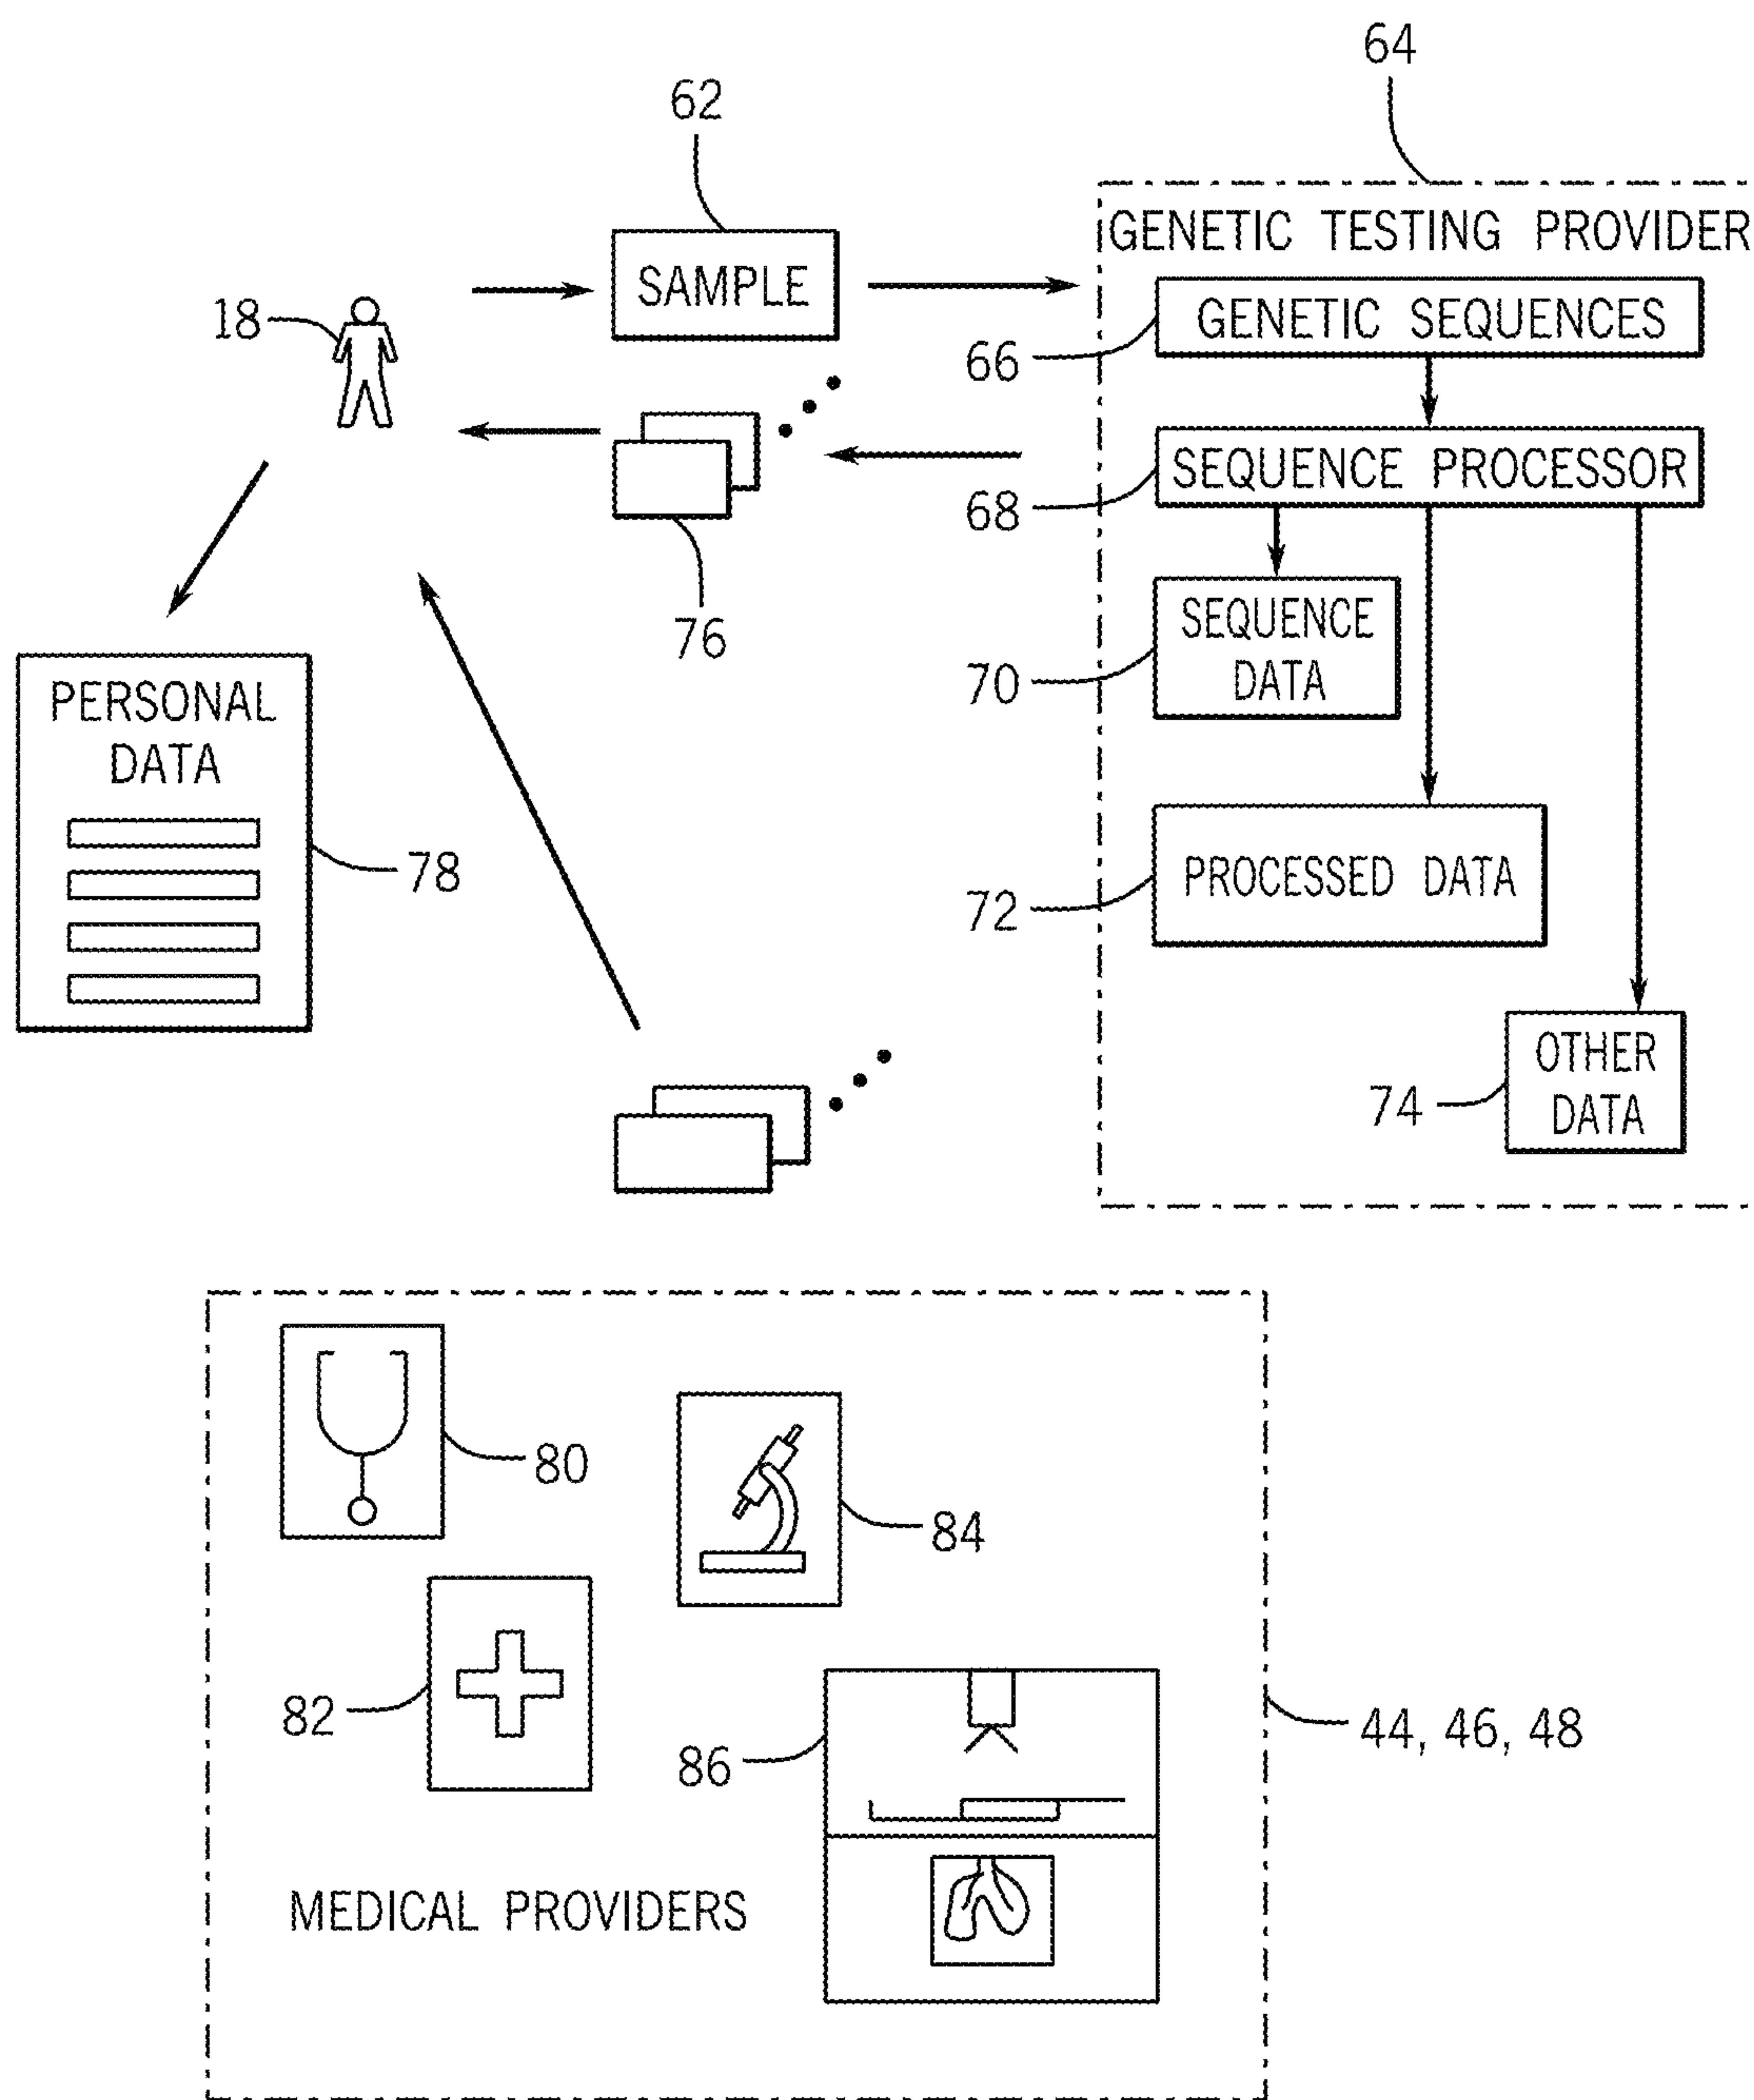 64
62
GENETIC TESTING PROVIDER
SAMPLE
GENETIC SEQUENCES
18
66
SEQUENCE PROCESSOR
68
76
SEQUENCE
DATA
70
PERSONAL
DATA
78
PROCESSED DATA
72
OTHER
DATA
74
80
84
82
86
44, 46, 48
MEDICAL PROVIDERS